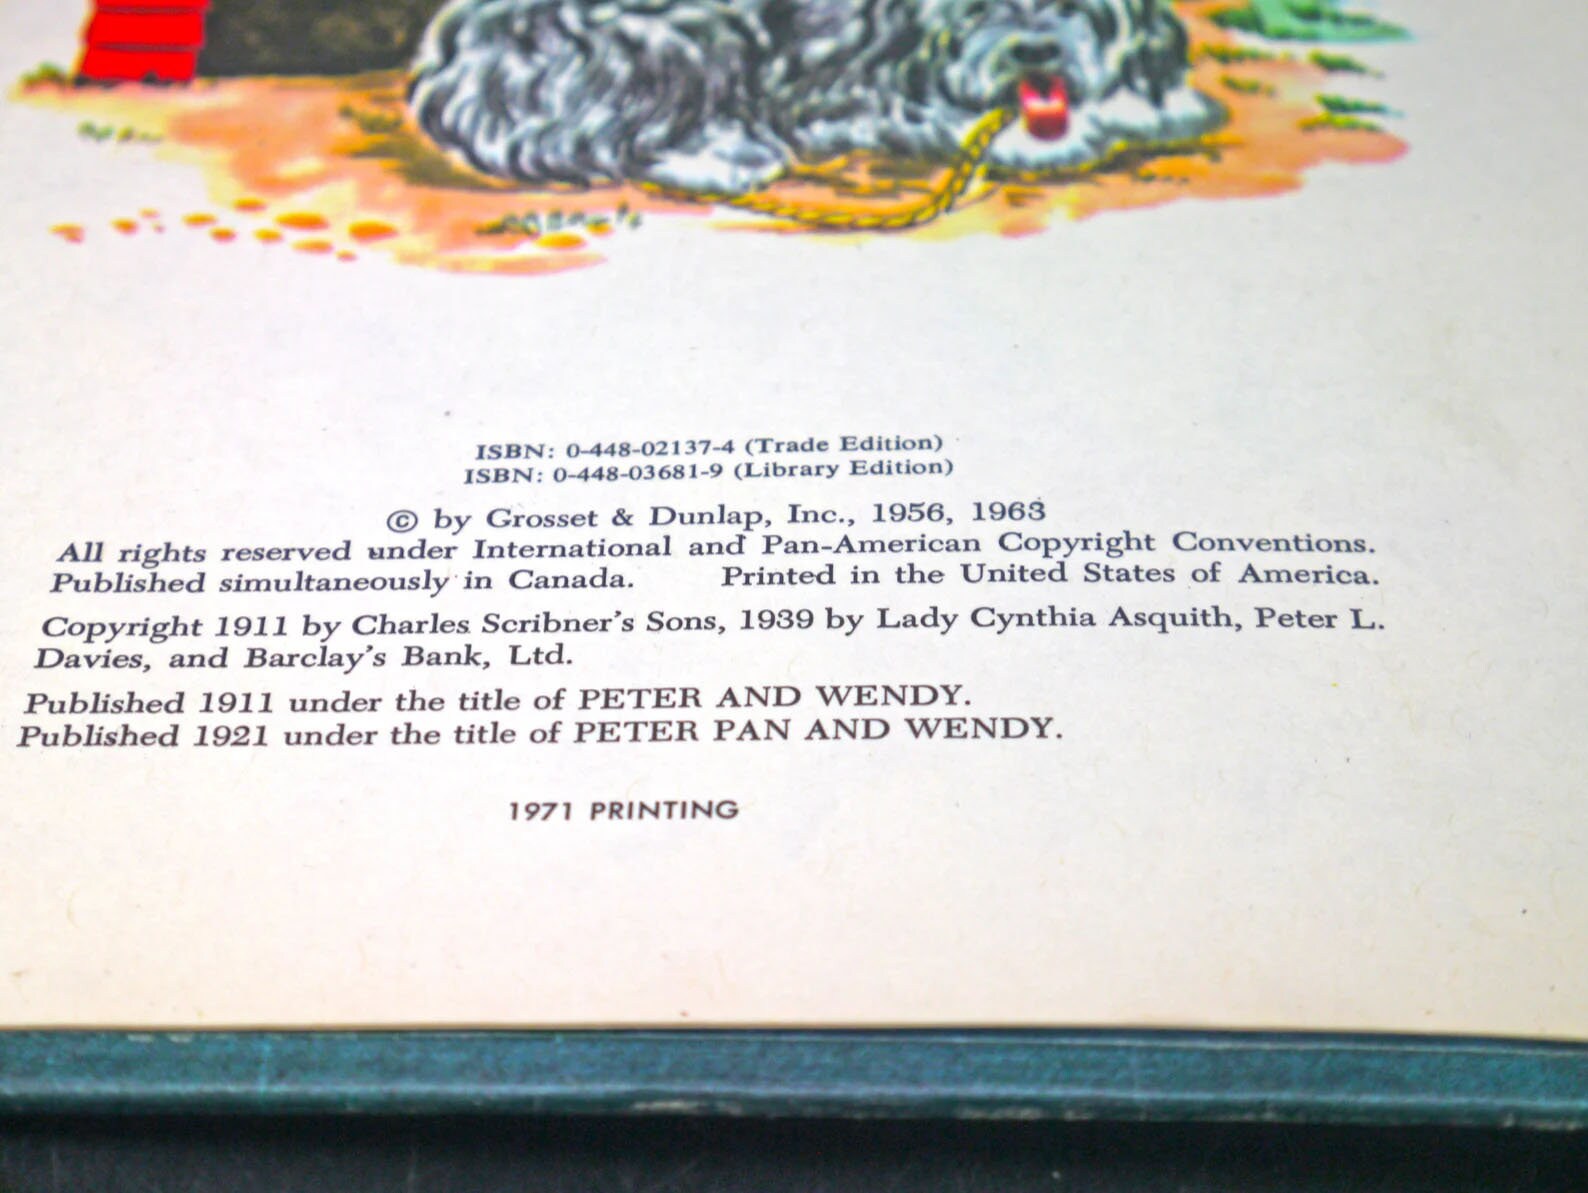 ISBN: 0-448-02137-4 (Trade Edition)
ISBN: 0-448-03681-9 (Library Edition)
© by Grosset & Dunlap, Inc., 1956, 1963
All rights reserved under International and Pan-American Copyright Conventions.
Published simultaneously in Canada. Printed in the United States of America.
Copyright 1911 by Charles Scribner's Sons, 1939 by Lady Cynthia Asquith, Peter L.
Davies, and Barclay's Bank, Ltd.
Published 1911 under the title of PETER AND WENDY.
Published 1921 under the title of PETER PAN AND WENDY.
1971 PRINTING